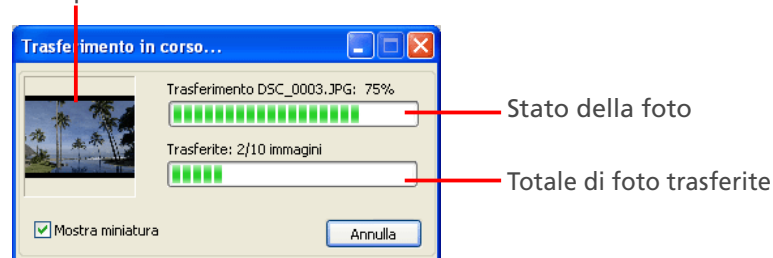 Trasferimento in corso...
Trasferimento DSC_0003.JPG: 75%
Stato della foto
Trasferite: 2/10 immagini
Totale di foto trasferite
Mostra miniatura
Annulla